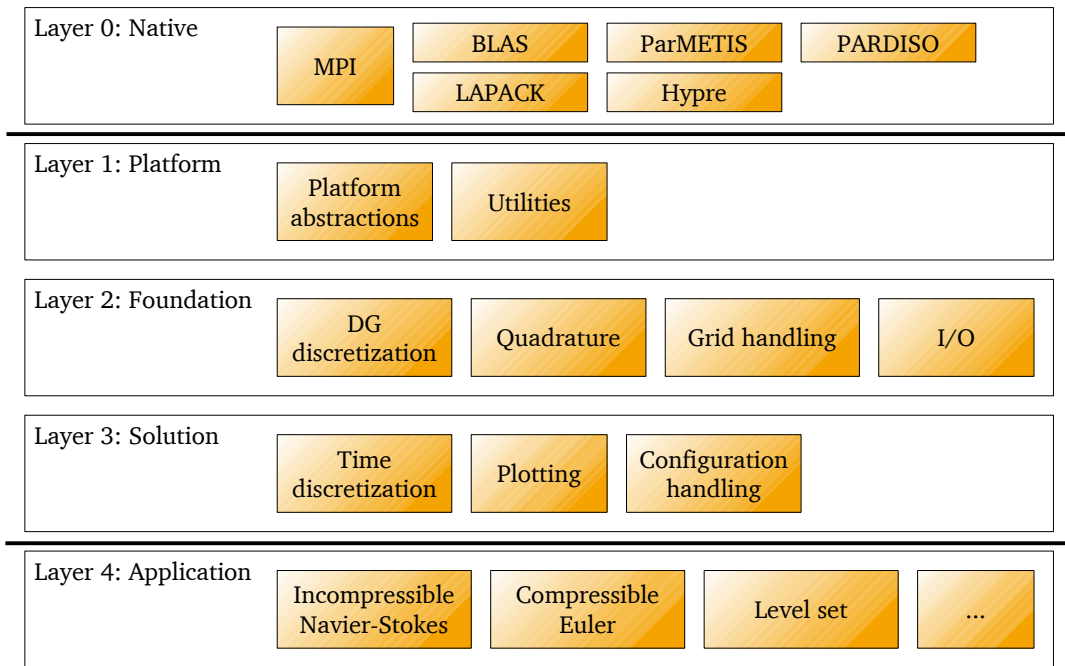 Layer 0: Native
MPI
BLAS
ParMETIS
PARDISO
LAPACK
Hypre
Layer 1: Platform
Platform
abstractions
Utilities
Layer 2: Foundation
DG
discretization
Quadrature
Grid handling
I/O
Layer 3: Solution
Time
discretization
Plotting
Configuration
handling
Layer 4: Application
Incompressible
Navier-Stokes
Compressible
Euler
Level set
...